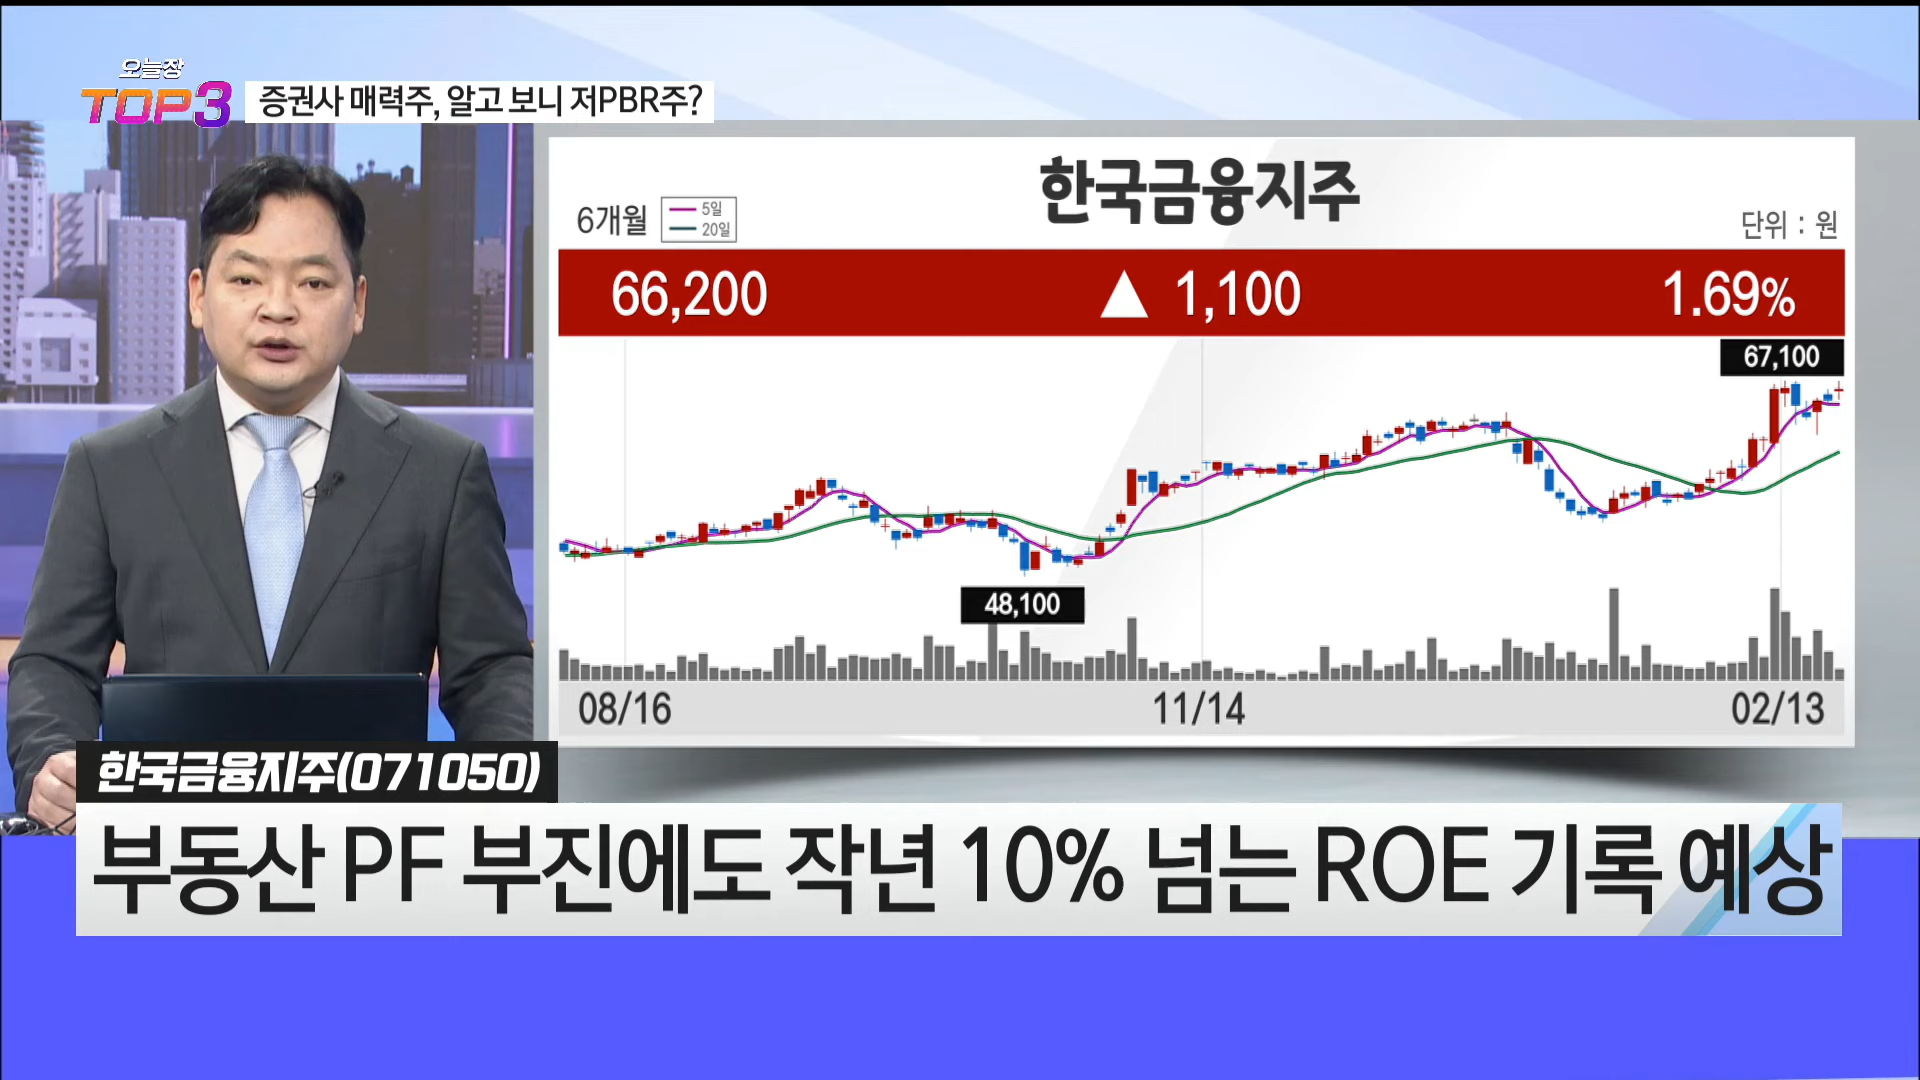 오늘장
TOP3
증권사 매력주, 알고 보니 저PBR주?
한국금융지주
6개월
5일
20일
단위 : 원
66,200 ▲ 1,100 1.69%
67,100
48,100
08/16 11/14 02/13
한국금융지주(071050)
부동산 PF 부진에도 작년 10% 넘는 ROE 기록 예상